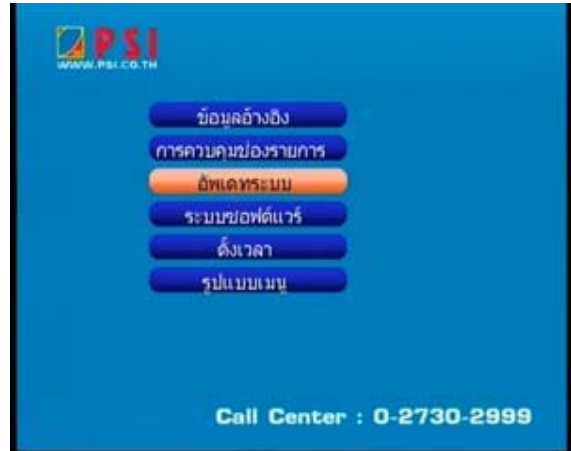 PSI
WWW.PSI.CO.TH
ข้อมูลอ้างอิง
การควบคุมช่องรายการ
อัพเดทระบบ
ระบบซอฟต์แวร์
ตั้งเวลา
รูปแบบเมนู
Call Center : 0-2730-2999